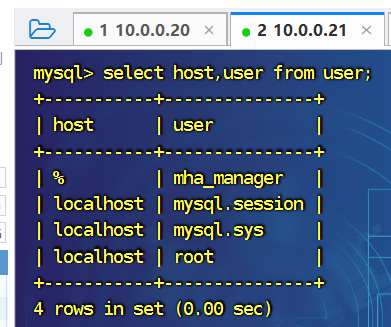 1 10.0.0.20 × 2 10.0.0.21 ×
mysql> select host,user from user;
+-----------+---------------+
| host      | user          |
+-----------+---------------+
| %         | mha_manager   |
| localhost | mysql.session |
| localhost | mysql.sys     |
| localhost | root          |
+-----------+---------------+
4 rows in set (0.00 sec)